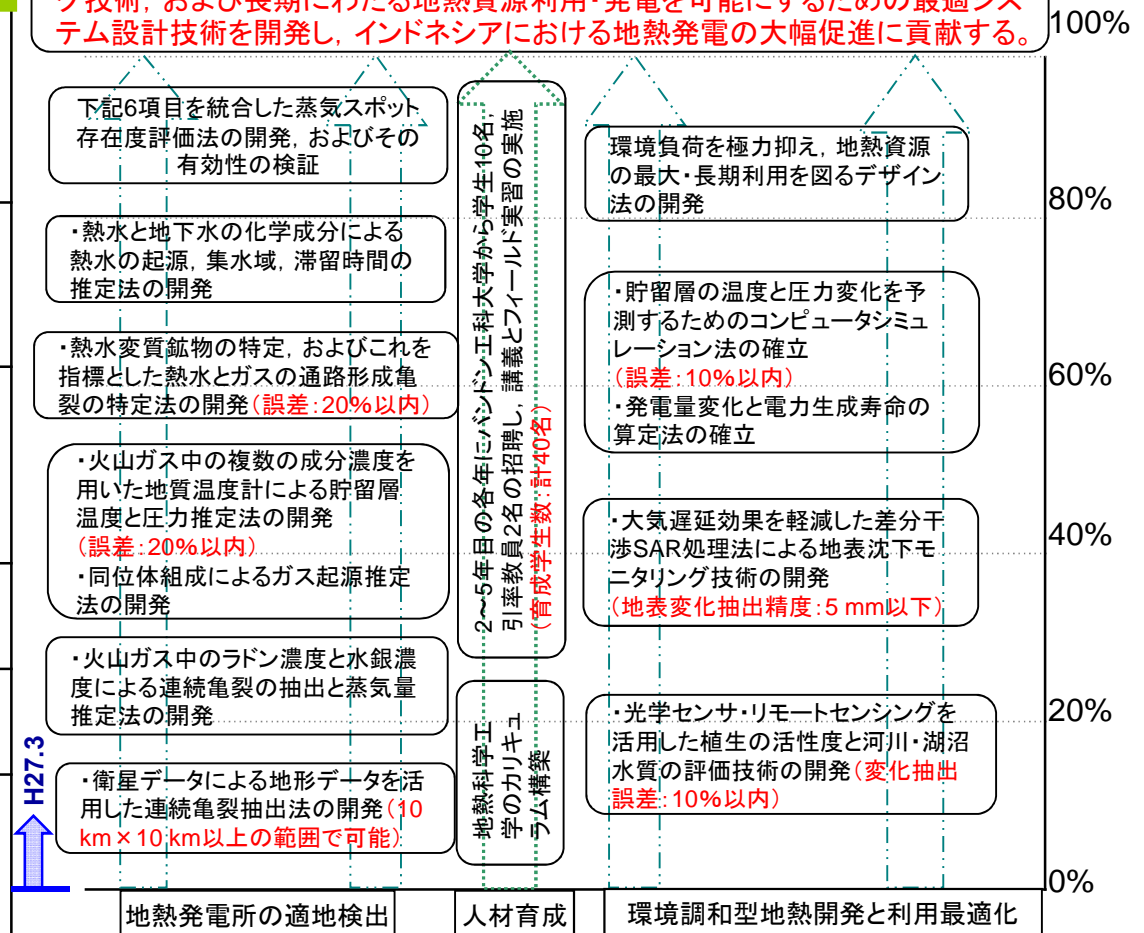 グ技術, および長期にわたる地熱資源利用・発電を可能にするための最適シス
テム設計技術を開発し, インドネシアにおける地熱発電の大幅促進に貢献する。
100%
80%
60%
40%
20%
0%
下記6項目を統合した蒸気スポット
存在度評価法の開発, およびその
有効性の検証
・熱水と地下水の化学成分による
熱水の起源, 集水域, 滞留時間の
推定法の開発
・熱水変質鉱物の特定, およびこれを
指標とした熱水とガスの通路形成亀
裂の特定法の開発(誤差:20%以内)
・火山ガス中の複数の成分濃度を
用いた地質温度計による貯留層
温度と圧力推定法の開発
(誤差:20%以内)
・同位体組成によるガス起源推定
法の開発
・火山ガス中のラドン濃度と水銀濃
度による連続亀裂の抽出と蒸気量
推定法の開発
・衛星データによる地形データを活
用した連続亀裂抽出法の開発(10
km×10 km以上の範囲で可能)
H27.3
2~5年目の各年にバンドン工科大学から学生10名,
引率教員2名の招聘し, 講義とフィールド実習の実施
(育成学生数:計40名)
地熱科学工
学のカリキュ
ラム構築
環境負荷を極力抑え, 地熱資源
の最大・長期利用を図るデザイン
法の開発
・貯留層の温度と圧力変化を予
測するためのコンピュータシミュ
レーション法の確立
(誤差:10%以内)
・発電量変化と電力生成寿命の
算定法の確立
・大気遅延効果を軽減した差分干
渉SAR処理法による地表沈下モ
ニタリング技術の開発
(地表変化抽出精度:5 mm以下)
・光学センサ・リモートセンシングを
活用した植生の活性度と河川・湖沼
水質の評価技術の開発(変化抽出
誤差:10%以内)
地熱発電所の適地検出
人材育成
環境調和型地熱開発と利用最適化